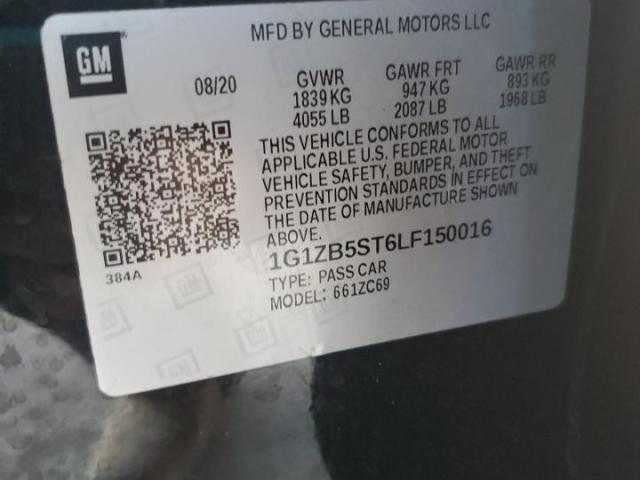 GM
MFD BY GENERAL MOTORS LLC
08/20 GVWR GAWR FRT GAWR RR
1839 KG 947 KG 893 KG
4055 LB 2087 LB 1968 LB
THIS VEHICLE CONFORMS TO ALL
APPLICABLE U.S. FEDERAL MOTOR
VEHICLE SAFETY, BUMPER, AND THEFT
PREVENTION STANDARDS IN EFFECT ON
THE DATE OF MANUFACTURE SHOWN
ABOVE.
1G1ZB5ST6LF150016
TYPE: PASS CAR
MODEL: 661ZC69
384A